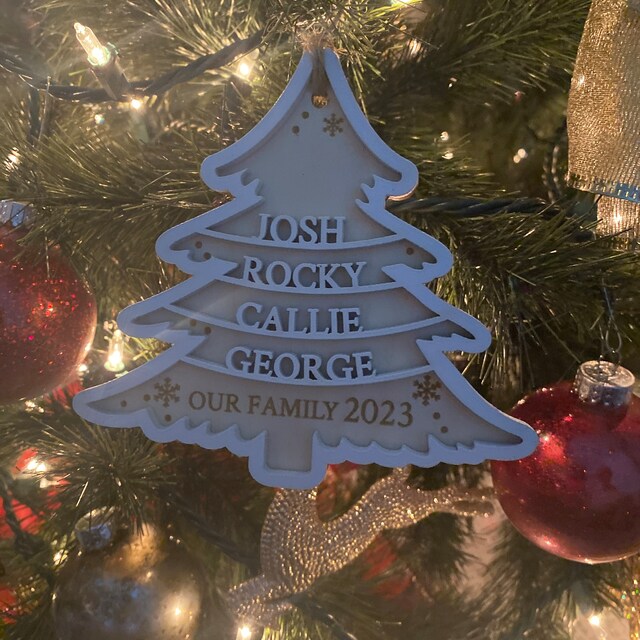 JOSH
ROCKY
CALLIE
GEORGE
OUR FAMILY 2023